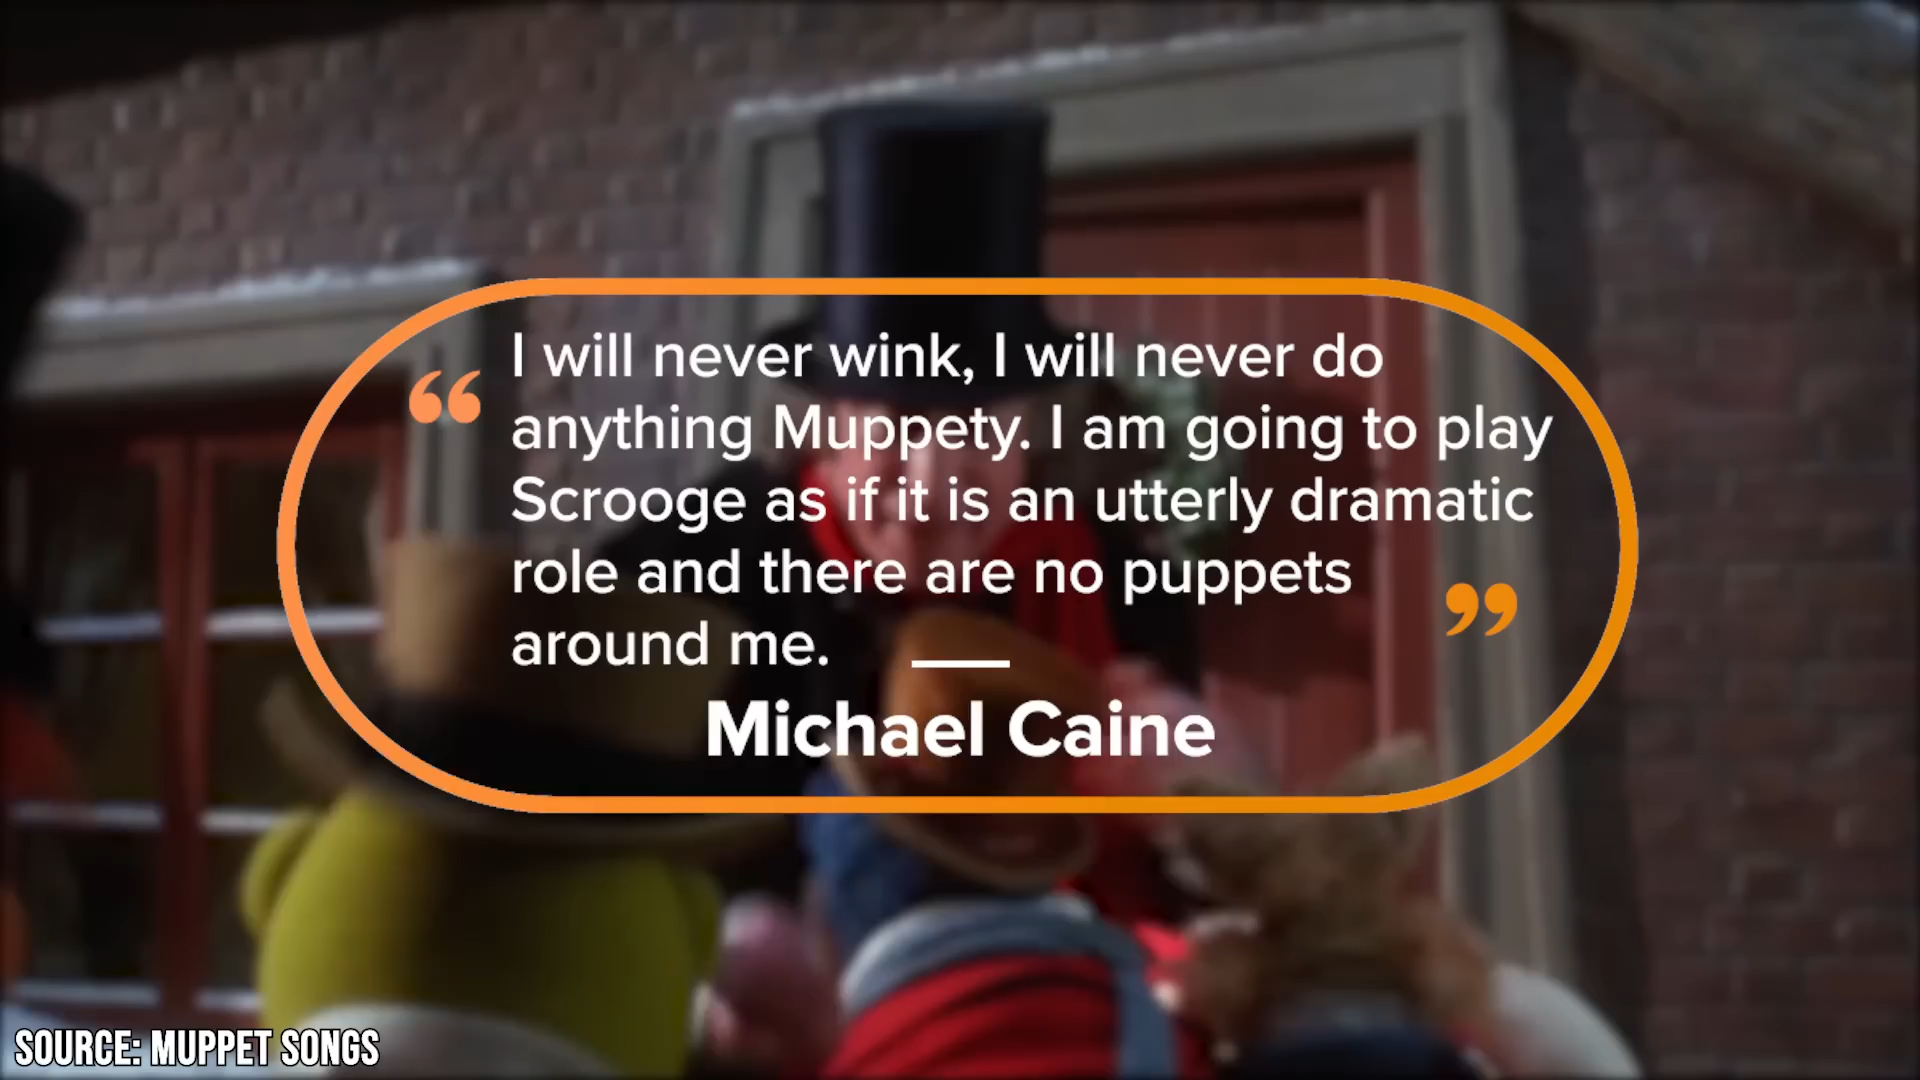 I will never wink, I will never do
anything Muppety. I am going to play
Scrooge as if it is an utterly dramatic
role and there are no puppets
around me.
Michael Caine
SOURCE: MUPPET SONGS